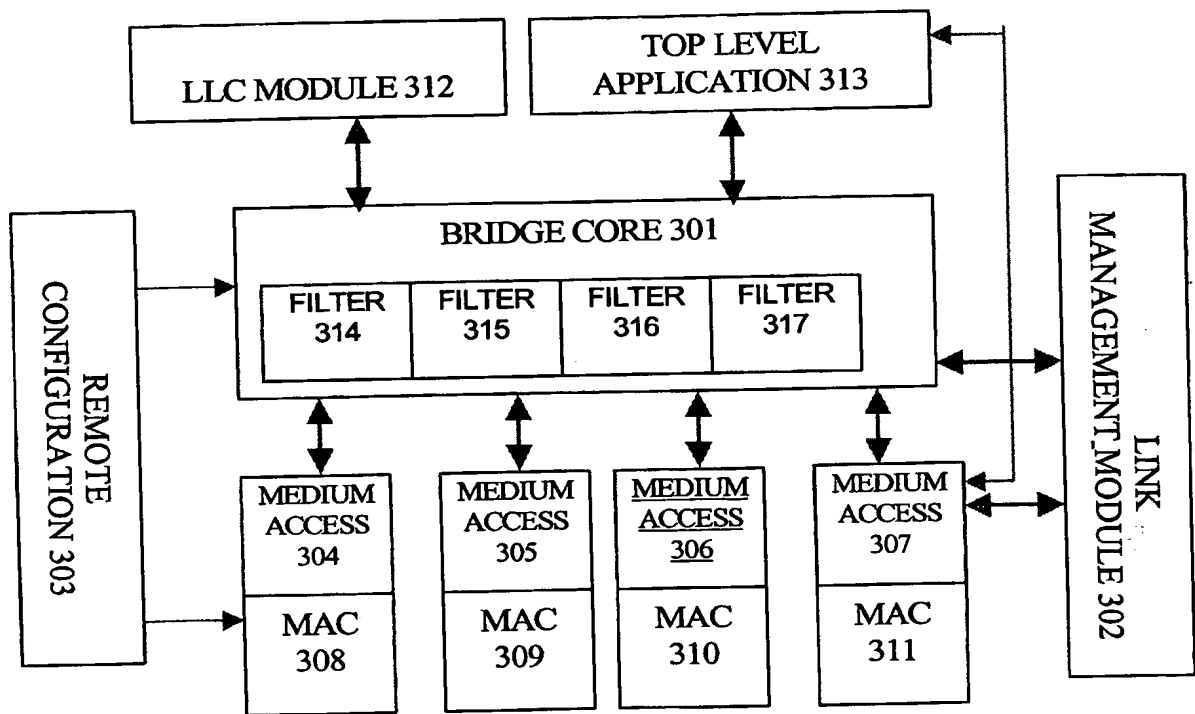 LLC MODULE 312
TOP LEVEL
APPLICATION 313
BRIDGE CORE 301
FILTER
314
FILTER
315
FILTER
316
FILTER
317
REMOTE
CONFIGURATION 303
LINK
MANAGEMENT_MODULE 302
MEDIUM
ACCESS
304
MEDIUM
ACCESS
305
MEDIUM
ACCESS
306
MEDIUM
ACCESS
307
MAC
308
MAC
309
MAC
310
MAC
311